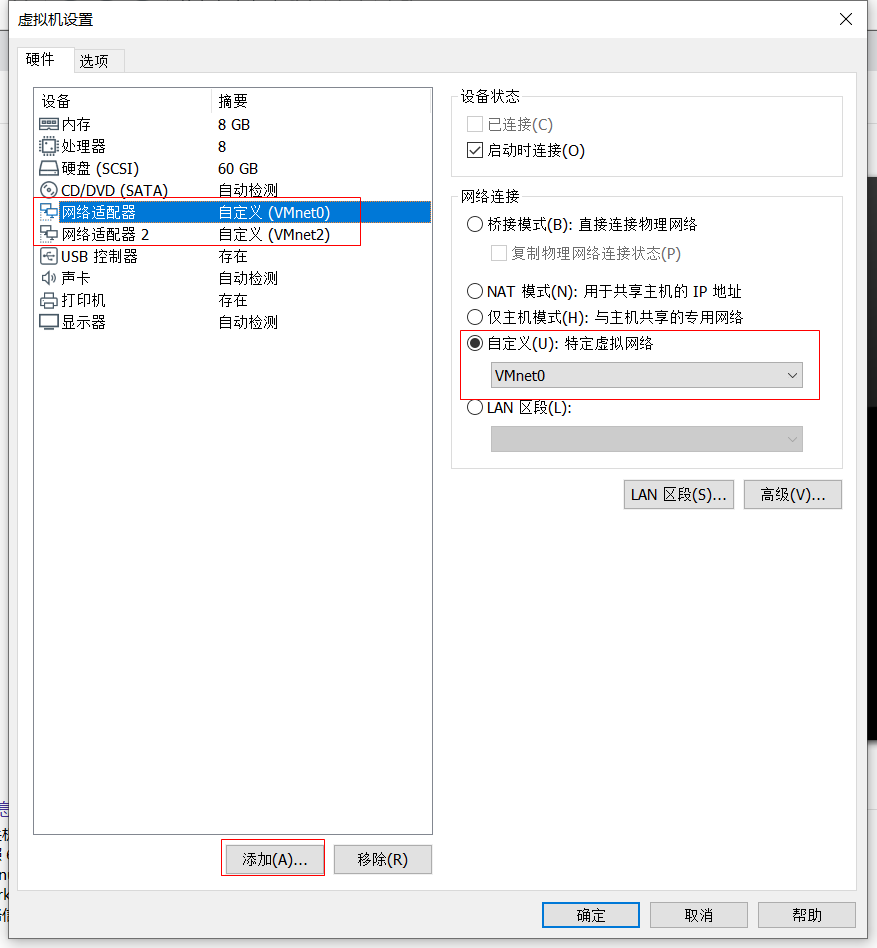 虚拟机设置
硬件 选项
设备 摘要
内存 8 GB
处理器 8
硬盘 (SCSI) 60 GB
CD/DVD (SATA) 自动检测
网络适配器 自定义 (VMnet0)
网络适配器 2 自定义 (VMnet2)
USB 控制器 存在
声卡 自动检测
打印机 存在
显示器 自动检测
添加(A)... 移除(R)
设备状态
已连接(C)
启动时连接(O)
网络连接
桥接模式(B): 直接连接物理网络
复制物理网络连接状态(P)
NAT 模式(N): 用于共享主机的 IP 地址
仅主机模式(H): 与主机共享的专用网络
自定义(U): 特定虚拟网络
VMnet0
LAN 区段(L):
LAN 区段(S)... 高级(V)...
确定 取消 帮助